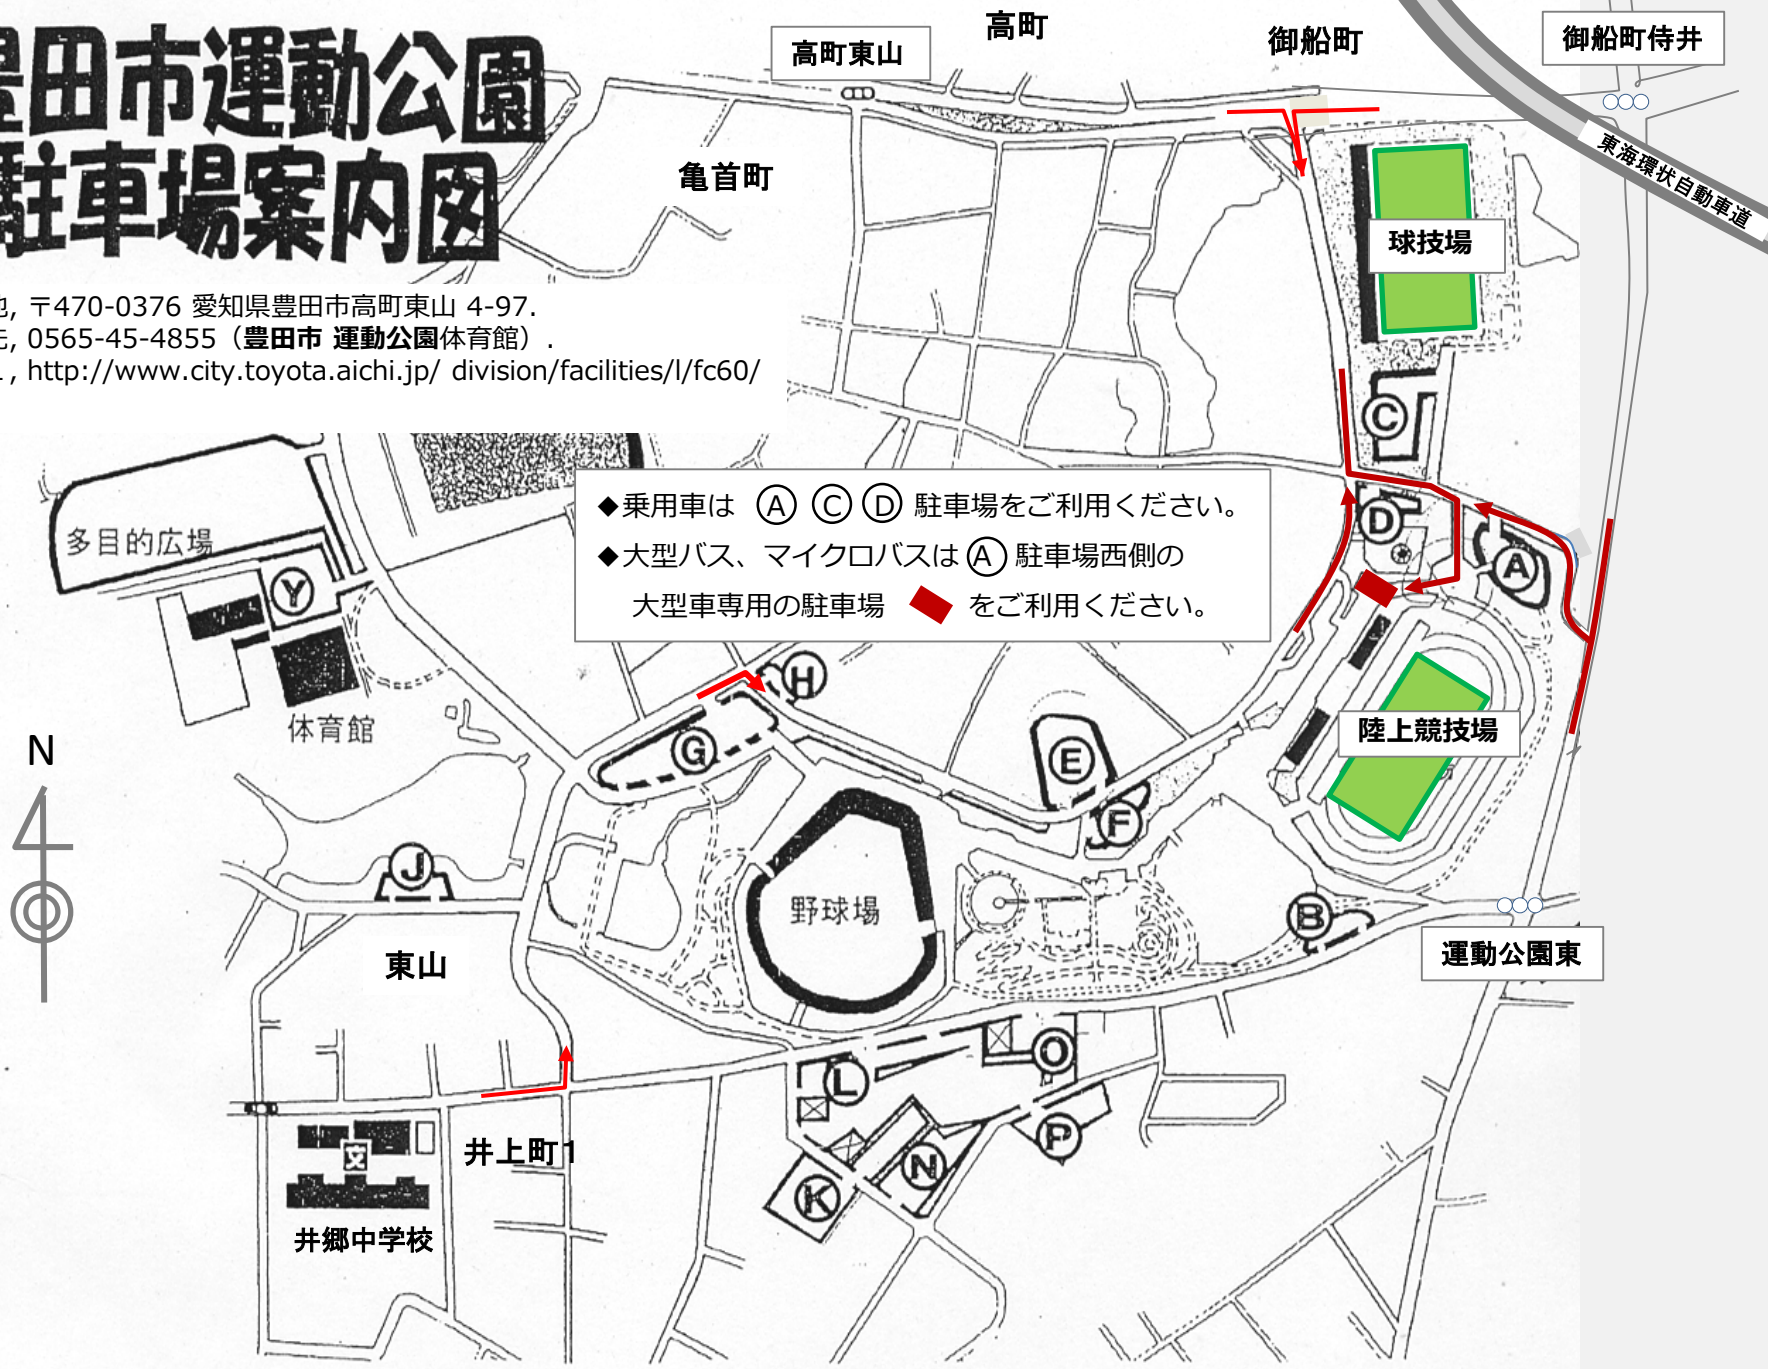 豊田市運動公園
駐車場案内図
地, 〒470-0376 愛知県豊田市高町東山 4-97.
先, 0565-45-4855（豊田市 運動公園体育館）.
, http://www.city.toyota.aichi.jp/ division/facilities/l/fc60/
高町東山
高町
御船町
御船町侍井
東海環状自動車道
亀首町
球技場
C
◆乗用車は A C D 駐車場をご利用ください。
◆大型バス、マイクロバスは A 駐車場西側の
大型車専用の駐車場 をご利用ください。
D
A
多目的広場
Y
体育館
H
G
E
F
陸上競技場
N
J
野球場
B
運動公園東
東山
O
L
P
N
K
井上町1
文
井郷中学校